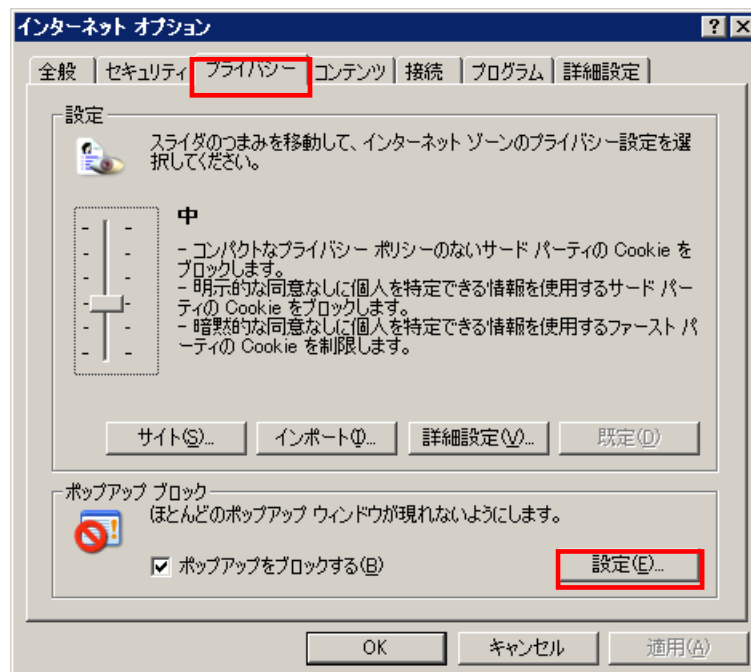 インターネット オプション
全般 セキュリティ プライバシー コンテンツ 接続 プログラム 詳細設定
設定
スライダのつまみを移動して、インターネット ゾーンのプライバシー設定を選
択してください。
中
- コンパクトなプライバシー ポリシーのないサード パーティの Cookie を
ブロックします。
- 明示的な同意なしに個人を特定できる情報を使用するサード パー
ティの Cookie をブロックします。
- 暗黙的な同意なしに個人を特定できる情報を使用するファースト パ
ーティの Cookie を制限します。
サイト(S)... インポート(I)... 詳細設定(V)... 既定(D)
ポップアップ ブロック
ほとんどのポップアップ ウィンドウが現れないようにします。
ポップアップをブロックする(B) 設定(E)...
OK キャンセル 適用(A)